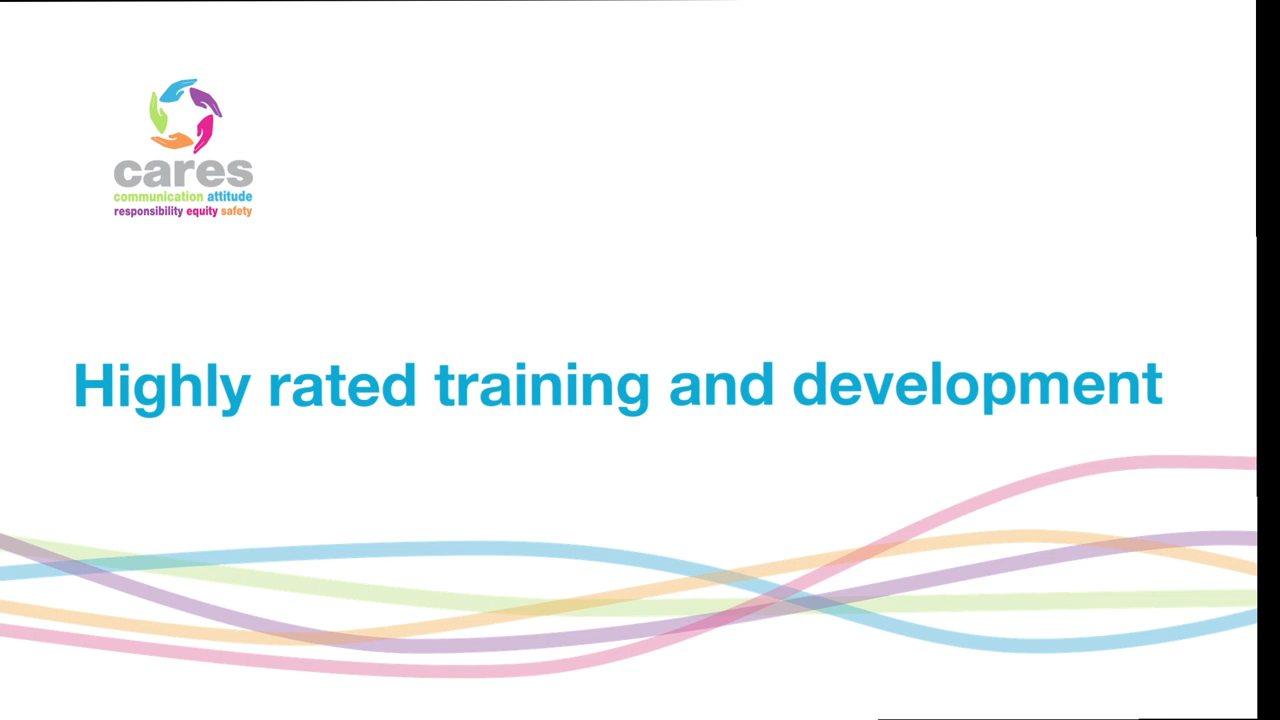 cares
communication attitude
responsibility equity safety
Highly rated training and development